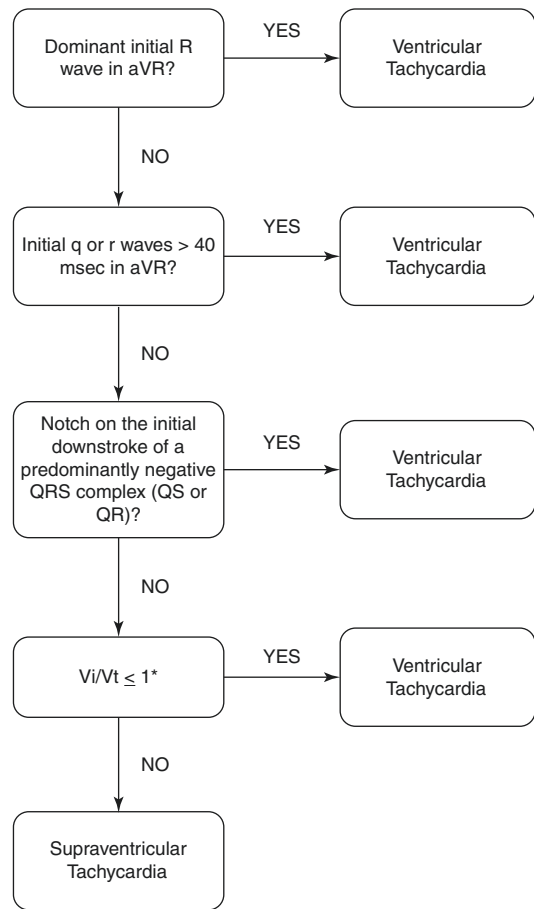 Dominant initial R
wave in aVR?
YES
Ventricular
Tachycardia
NO
Initial q or r waves > 40
msec in aVR?
YES
Ventricular
Tachycardia
NO
Notch on the initial
downstroke of a
predominantly negative
QRS complex (QS or
QR)?
YES
Ventricular
Tachycardia
NO
Vi/Vt ≤ 1*
YES
Ventricular
Tachycardia
NO
Supraventricular
Tachycardia